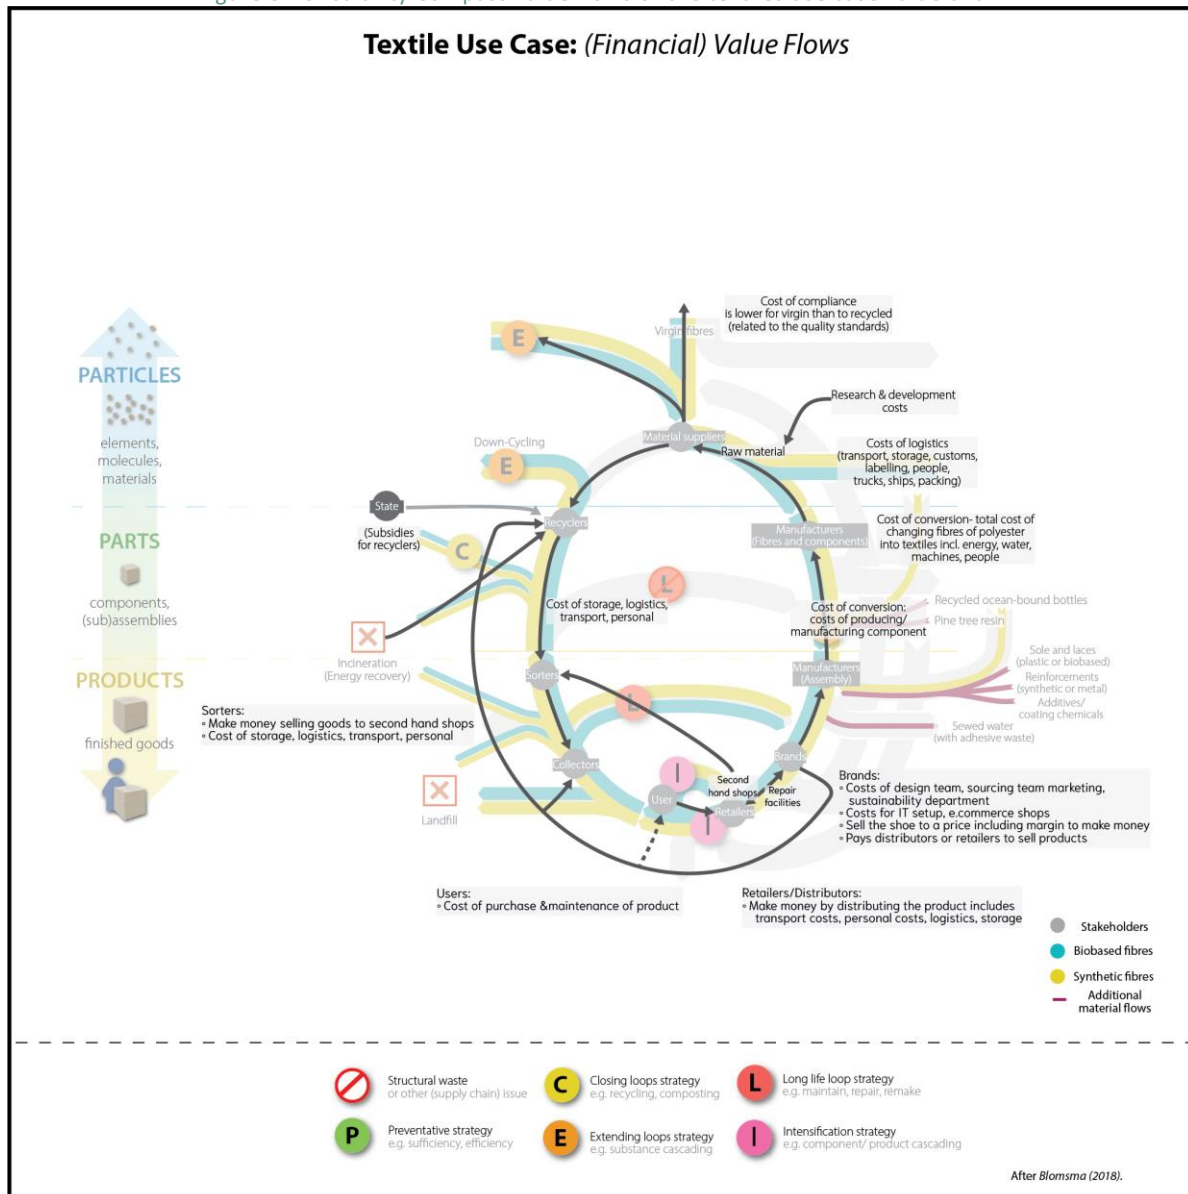 Textile Use Case: (Financial) Value Flows
Cost of compliance
is lower for virgin than to recycled
(related to the quality standards)
Virgin fibres
E
PARTICLES
elements,
molecules,
materials
Research & development
costs
Material suppliers
Raw material
Down-Cycling
E
Costs of logistics
(transport, storage, customs,
labelling, people,
trucks, ships, packing)
State
(Subsidies
for recyclers)
Recyclers
Manufacturers
(Fibres and components)
Cost of conversion- total cost of
changing fibres of polyester
into textiles incl. energy, water,
machines, people
PARTS
components,
(sub)assemblies
C
L
Cost of storage, logistics,
transport, personal
Cost of conversion:
costs of producing/
manufacturing component
Recycled ocean-bound bottles
Pine tree resin
Incineration
(Energy recovery)
Sorters
Manufacturers
(Assembly)
Sole and laces
(plastic or biobased)
Reinforcements
(synthetic or metal)
Additives/
coating chemicals
Sewed water
(with adhesive waste)
PRODUCTS
finished goods
Sorters:
◦ Make money selling goods to second hand shops
◦ Cost of storage, logistics, transport, personal
L
Collectors
Landfill
I
User
Second
hand shops
Repair
facilities
Retailers
I
Brands
Brands:
◦ Costs of design team, sourcing team marketing,
sustainability department
◦ Costs for IT setup, e.commerce shops
◦ Sell the shoe to a price including margin to make money
◦ Pays distributors or retailers to sell products
Users:
◦ Cost of purchase &maintenance of product
Retailers/Distributors:
◦ Make money by distributing the product includes
transport costs, personal costs, logistics, storage
Stakeholders
Biobased fibres
Synthetic fibres
Additional
material flows
Structural waste
or other (supply chain) issue
C
Closing loops strategy
e.g. recycling, composting
L
Long life loop strategy
e.g. maintain, repair, remake
P
Preventative strategy
e.g. sufficiency, efficiency
E
Extending loops strategy
e.g. substance cascading
I
Intensification strategy
e.g. component/ product cascading
After Blomsma (2018).